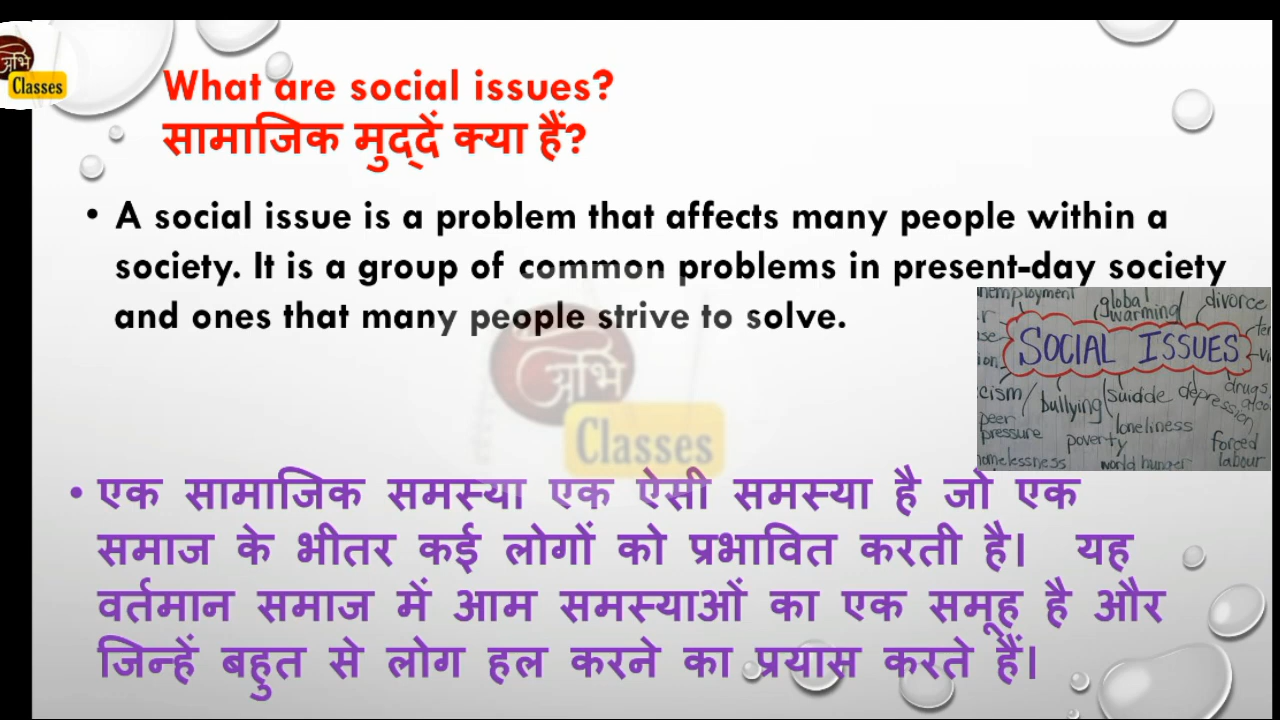 अभि
Classes
What are social issues?
सामाजिक मुद्दें क्या हैं?
• A social issue is a problem that affects many people within a
society. It is a group of common problems in present-day society
and ones that many people strive to solve.
global
warming
divorce
SOCIAL ISSUES
bullying
suicide
depression
drugs
peer
pressure
loneliness
poverty
forced
labour
world hunger
अभि
Classes
• एक सामाजिक समस्या एक ऐसी समस्या है जो एक
समाज के भीतर कई लोगों को प्रभावित करती है। यह
वर्तमान समाज में आम समस्याओं का एक समूह है और
जिन्हें बहुत से लोग हल करने का प्रयास करते हैं।